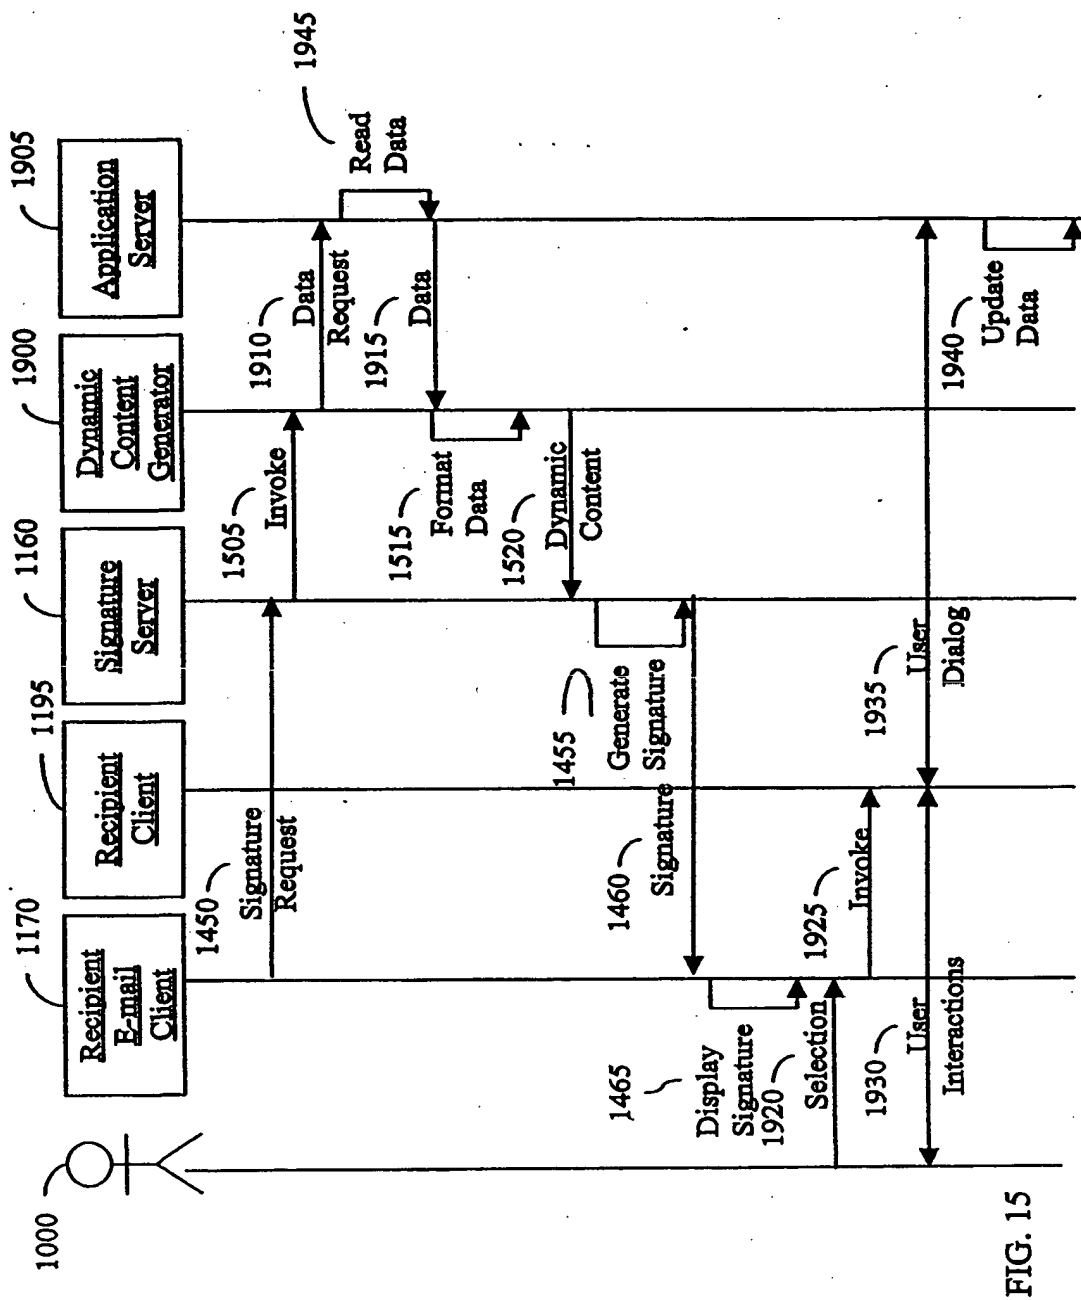 1000
1170
1195
1160
1900
1905
Recipient
E-mail
Client
Recipient
Client
Signature
Server
Dynamic
Content
Generator
Application
Server
1450
Signature
Request
1505
Invoke
1910
Data
Request
1945
Read
Data
1915
Data
1515
Format
Data
1520
Dynamic
Content
1455
Generate
Signature
1460
Signature
1465
Display
Signature
1920
Selection
1925
Invoke
1930
User
Interactions
1935
User
Dialog
1940
Update
Data
FIG. 15